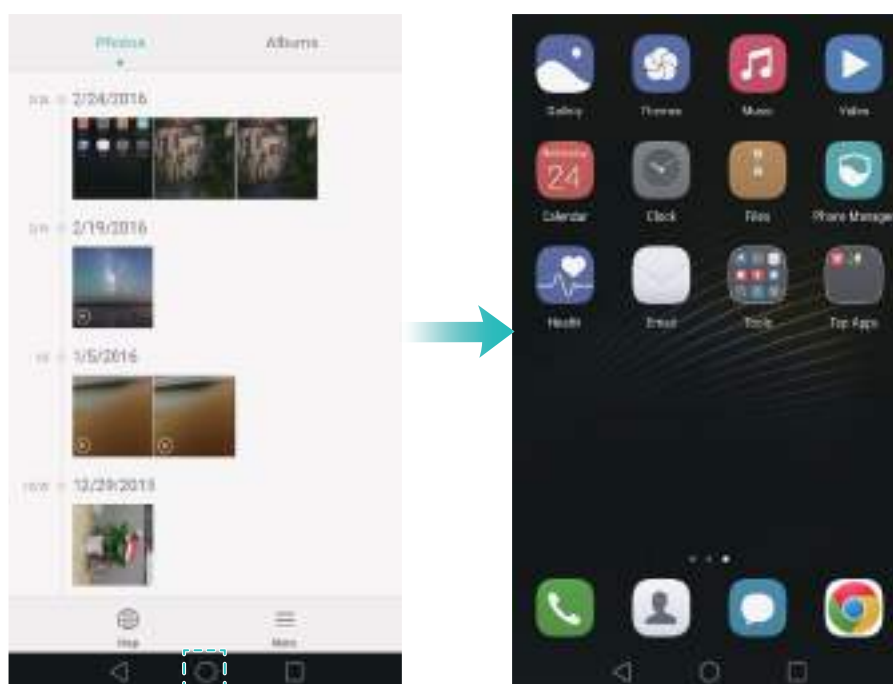 Photos Albums
2/24/2016
2/19/2016
1/5/2016
12/29/2015
Map More
Gallery Themes Music Video
24
Calendar Clock Files Phone Manager
Health Email Tools Top Apps